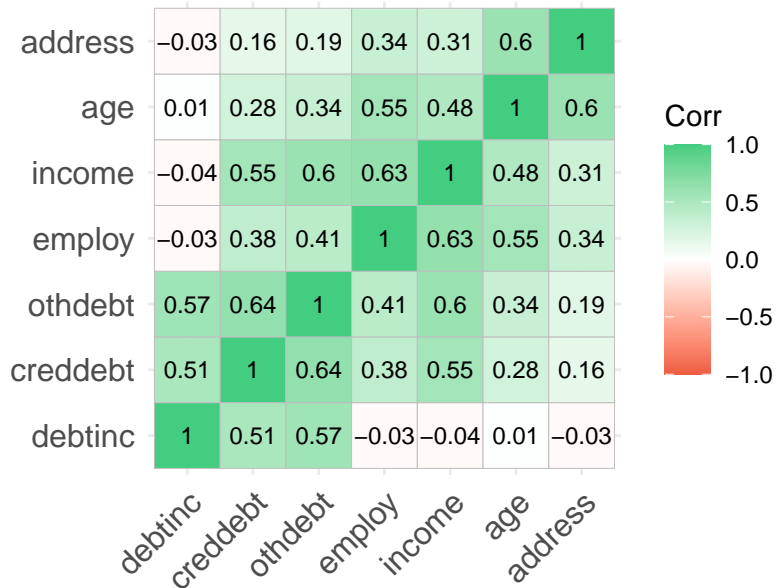 address −0.03 0.16 0.19 0.34 0.31 0.6 1
age 0.01 0.28 0.34 0.55 0.48 1 0.6
income −0.04 0.55 0.6 0.63 1 0.48 0.31
employ −0.03 0.38 0.41 1 0.63 0.55 0.34
othdebt 0.57 0.64 1 0.41 0.6 0.34 0.19
creddebt 0.51 1 0.64 0.38 0.55 0.28 0.16
debtinc 1 0.51 0.57 −0.03 −0.04 0.01 −0.03
debtinc creddebt othdebt employ income age address
Corr
1.0
0.5
0.0
−0.5
−1.0